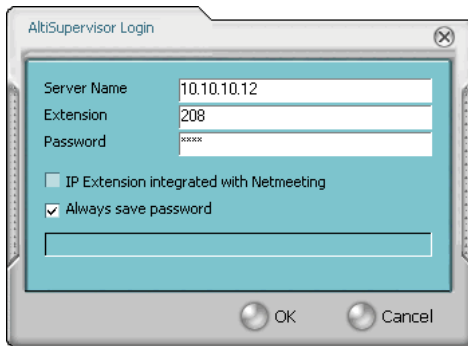 AltiSupervisor Login
Server Name 10.10.10.12
Extension 208
Password ****
IP Extension integrated with Netmeeting
Always save password
OK Cancel